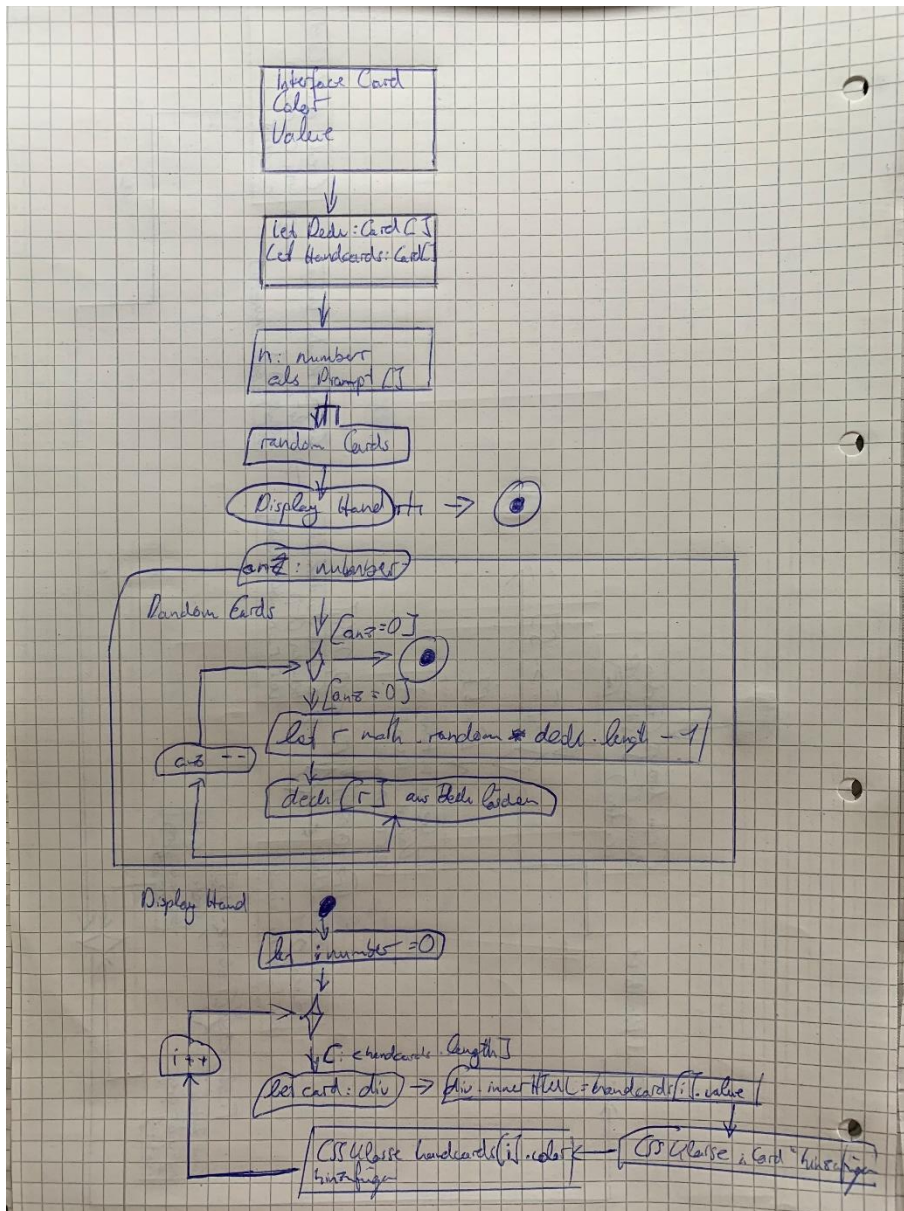 Interface Card
Color
Value
let Deck: Card[]
let Handcards: Card[]
n: number
als Prompt []
random Cards
Display Hand
anz: number
Random Cards
[anz=0]
[anz=0]
let r math.random * deck.length - 1
anz --
deck [r] aus Deck löschen
Display Hand
let i number = 0
i++
[i < handcards.length]
let card: div
div.innerHTML = handcards[i].value
CSS Klasse handcards[i].color
hinzufügen
CSS Klasse "Card" hinzufügen